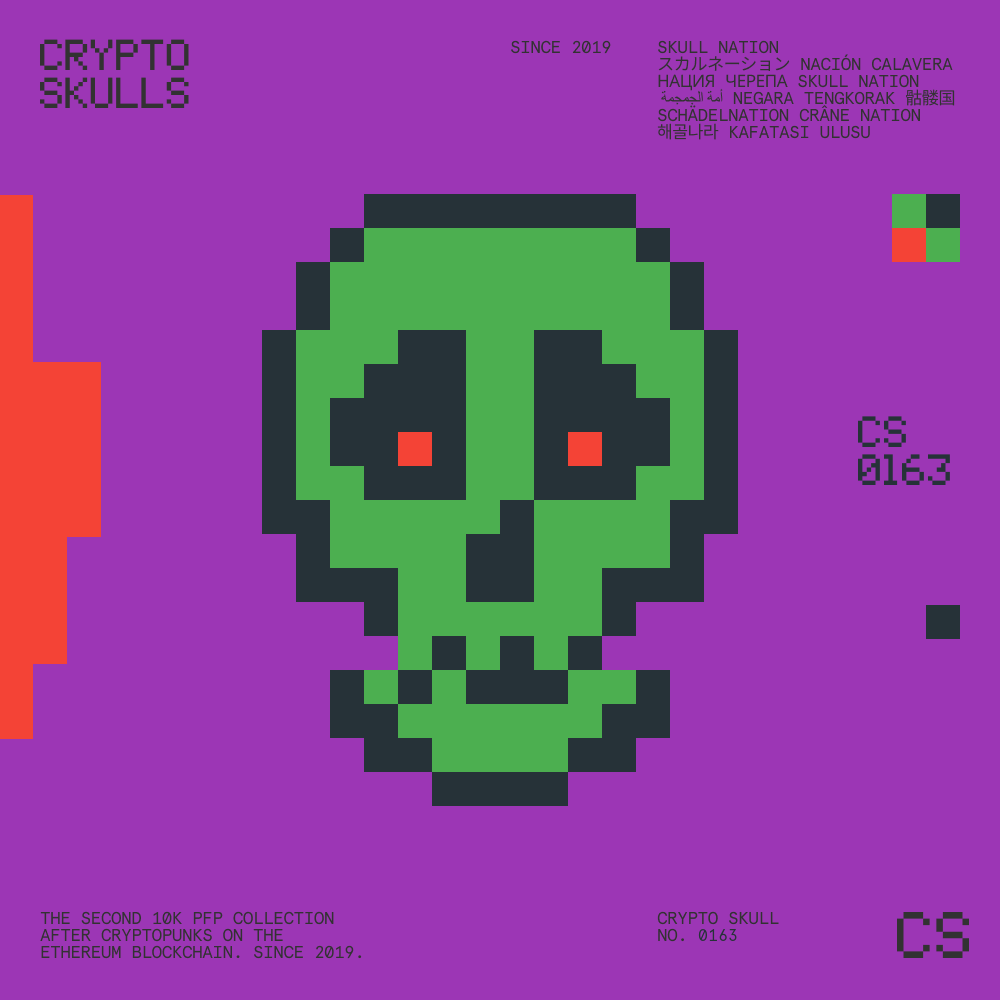 CRYPTO
SKULLS
SINCE 2019
SKULL NATION
スカルネーション NACIÓN CALAVERA
НАЦИЯ ЧЕРЕПА SKULL NATION
أمة الجمجمة NEGARA TENGKORAK 骷髅国
SCHÄDELNATION CRÂNE NATION
해골나라 KAFATASI ULUSU
CS
0163
THE SECOND 10K PFP COLLECTION
AFTER CRYPTOPUNKS ON THE
ETHEREUM BLOCKCHAIN. SINCE 2019.
CRYPTO SKULL
NO. 0163
CS